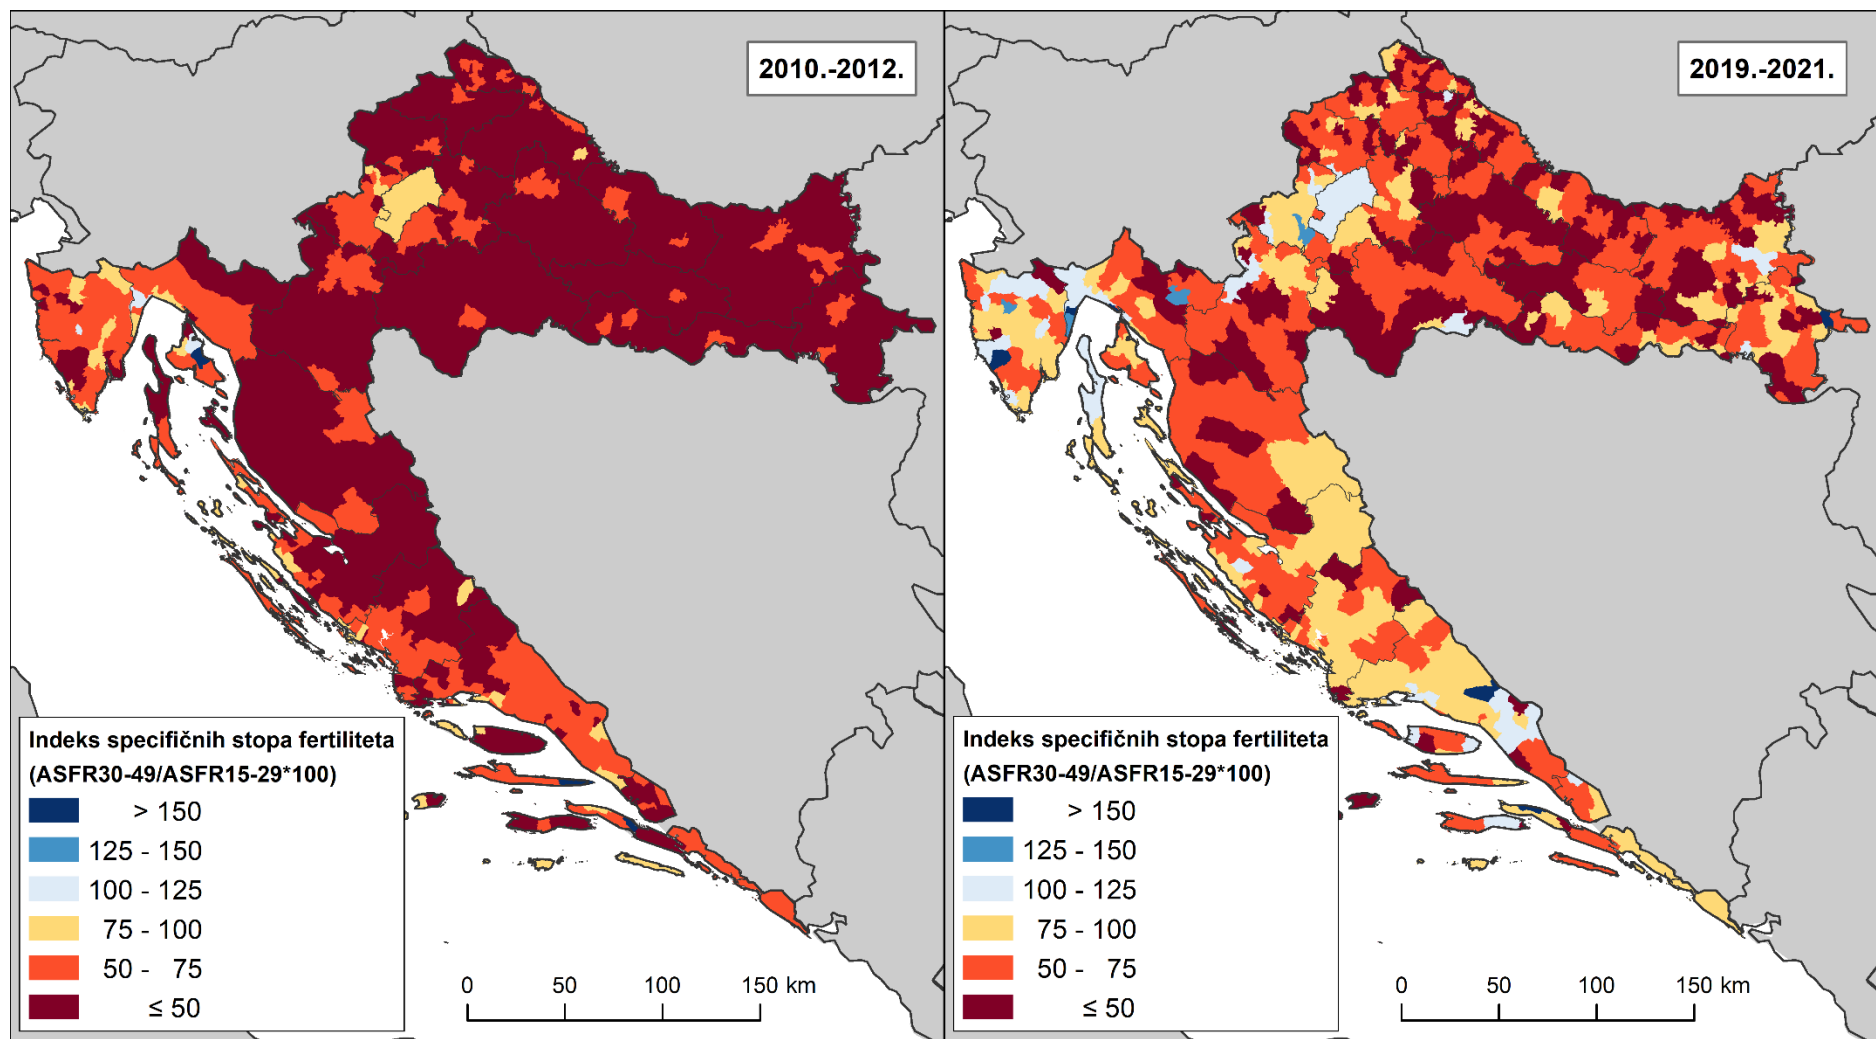 2010.-2012.
Indeks specifičnih stopa fertiliteta
(ASFR30-49/ASFR15-29*100)
> 150
125 - 150
100 - 125
75 - 100
50 - 75
≤ 50
0 50 100 150 km
2019.-2021.
Indeks specifičnih stopa fertiliteta
(ASFR30-49/ASFR15-29*100)
> 150
125 - 150
100 - 125
75 - 100
50 - 75
≤ 50
0 50 100 150 km